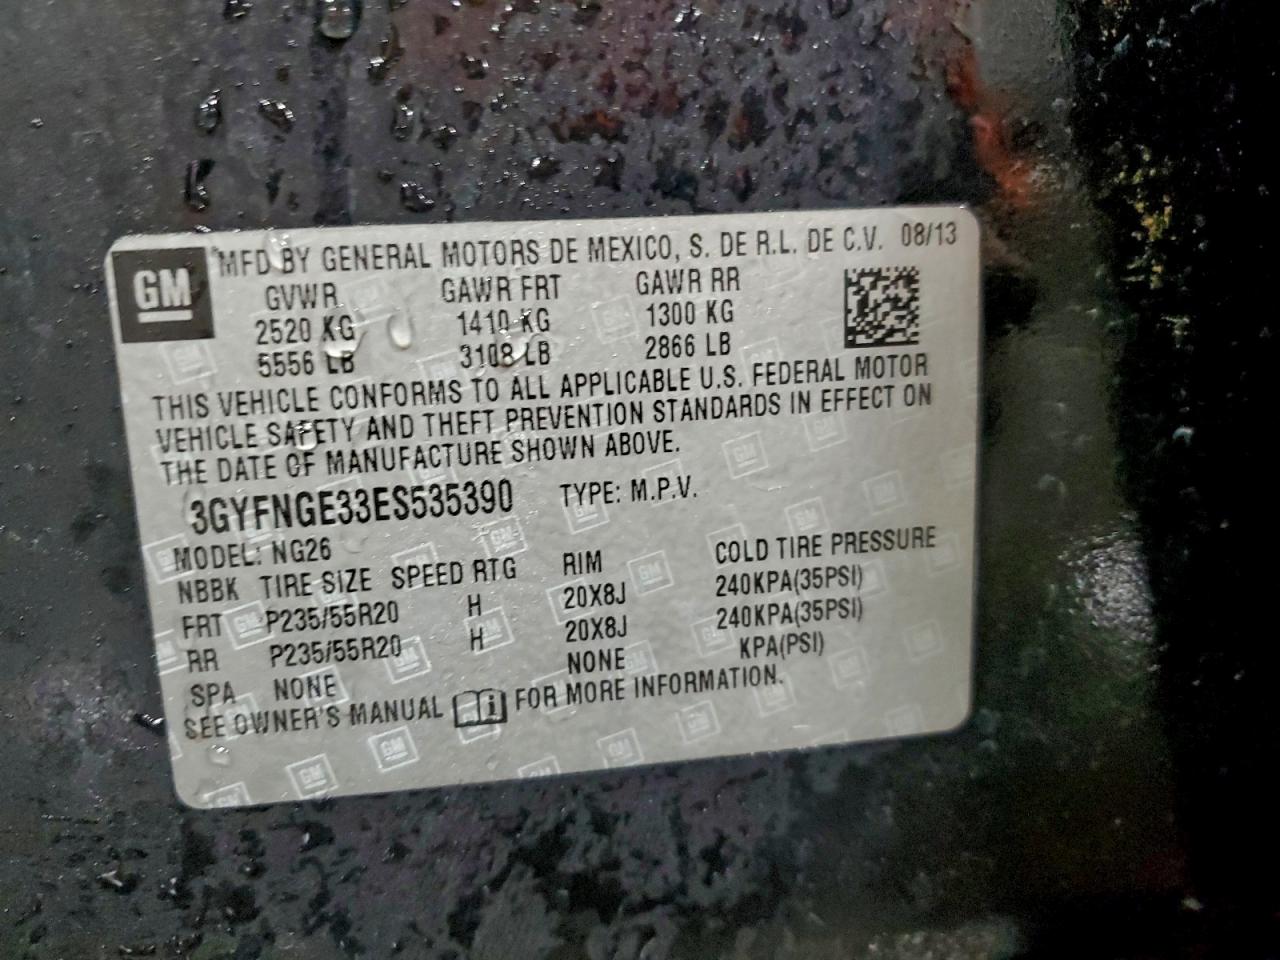 GM
MFD BY GENERAL MOTORS DE MEXICO, S. DE R.L. DE C.V. 08/13
GVWR GAWR FRT GAWR RR
2520 KG 1410 KG 1300 KG
5556 LB 3108 LB 2866 LB
THIS VEHICLE CONFORMS TO ALL APPLICABLE U.S. FEDERAL MOTOR
VEHICLE SAFETY AND THEFT PREVENTION STANDARDS IN EFFECT ON
THE DATE OF MANUFACTURE SHOWN ABOVE.
3GYFNGE33ES535390 TYPE: M.P.V.
MODEL: NG26
NBBK TIRE SIZE SPEED RTG RIM COLD TIRE PRESSURE
FRT P235/55R20 H 20X8J 240KPA(35PSI)
RR P235/55R20 H 20X8J 240KPA(35PSI)
SPA NONE NONE KPA(PSI)
SEE OWNER'S MANUAL i FOR MORE INFORMATION.